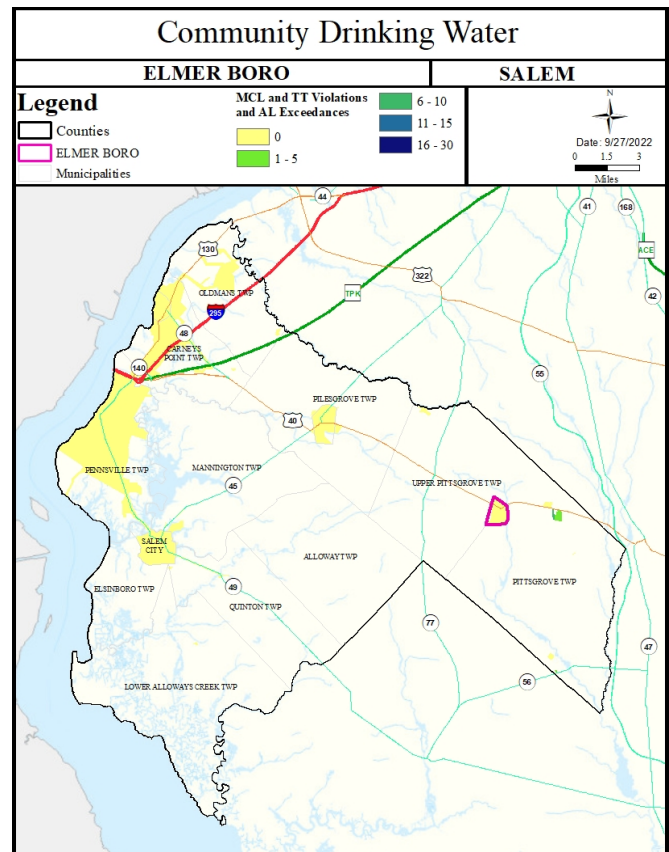 Community Drinking Water
ELMER BORO
SALEM
Legend
Counties
ELMER BORO
Municipalities
MCL and TT Violations
and AL Exceedances
0
1 - 5
6 - 10
11 - 15
16 - 30
N
Date: 9/27/2022
0 1.5 3
Miles
44
41
168
130
ACE
322
42
OLDMANS TWP
TPK
295
48
CARNEYS
POINT TWP
140
55
PILESGROVE TWP
40
PENNSVILLE TWP
MANNINGTON TWP
45
UPPER PITTSGROVE TWP
SALEM
CITY
ALLOWAY TWP
ELSINBORO TWP
49
PITTSGROVE TWP
QUINTON TWP
77
47
LOWER ALLOWAYS CREEK TWP
56